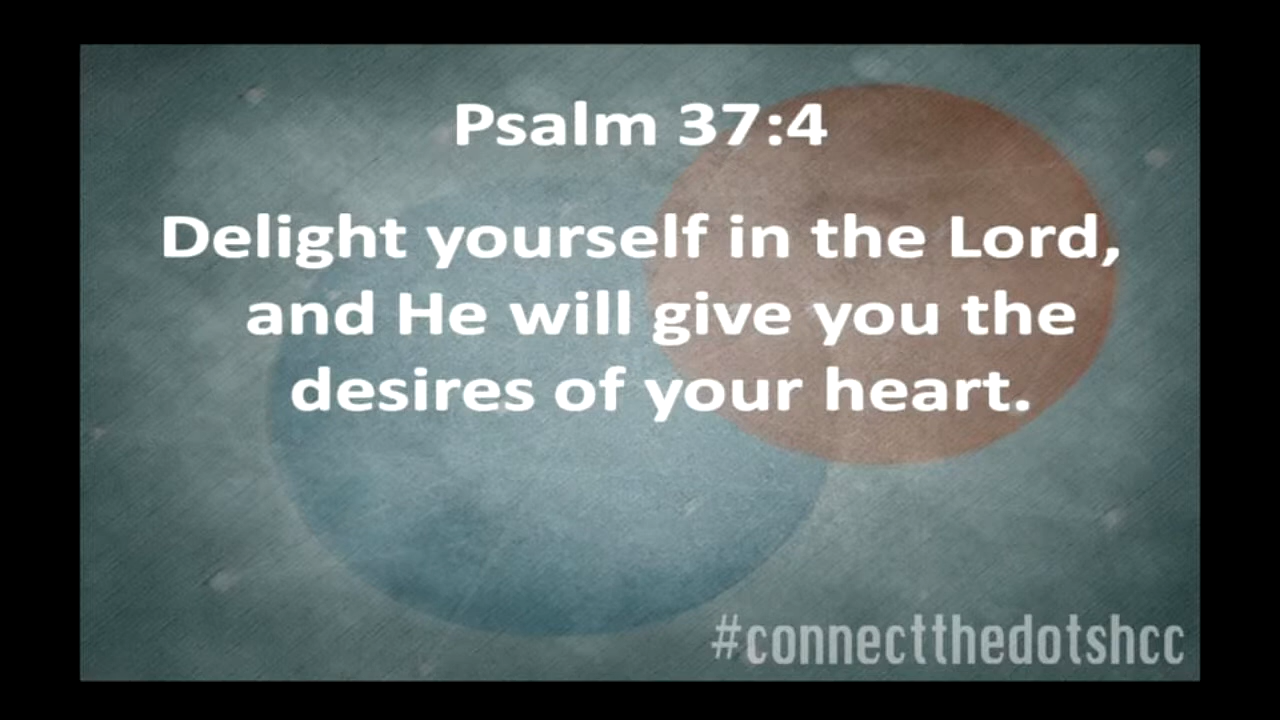 Psalm 37:4
Delight yourself in the Lord,
and He will give you the
desires of your heart.
#connectthedotshcc